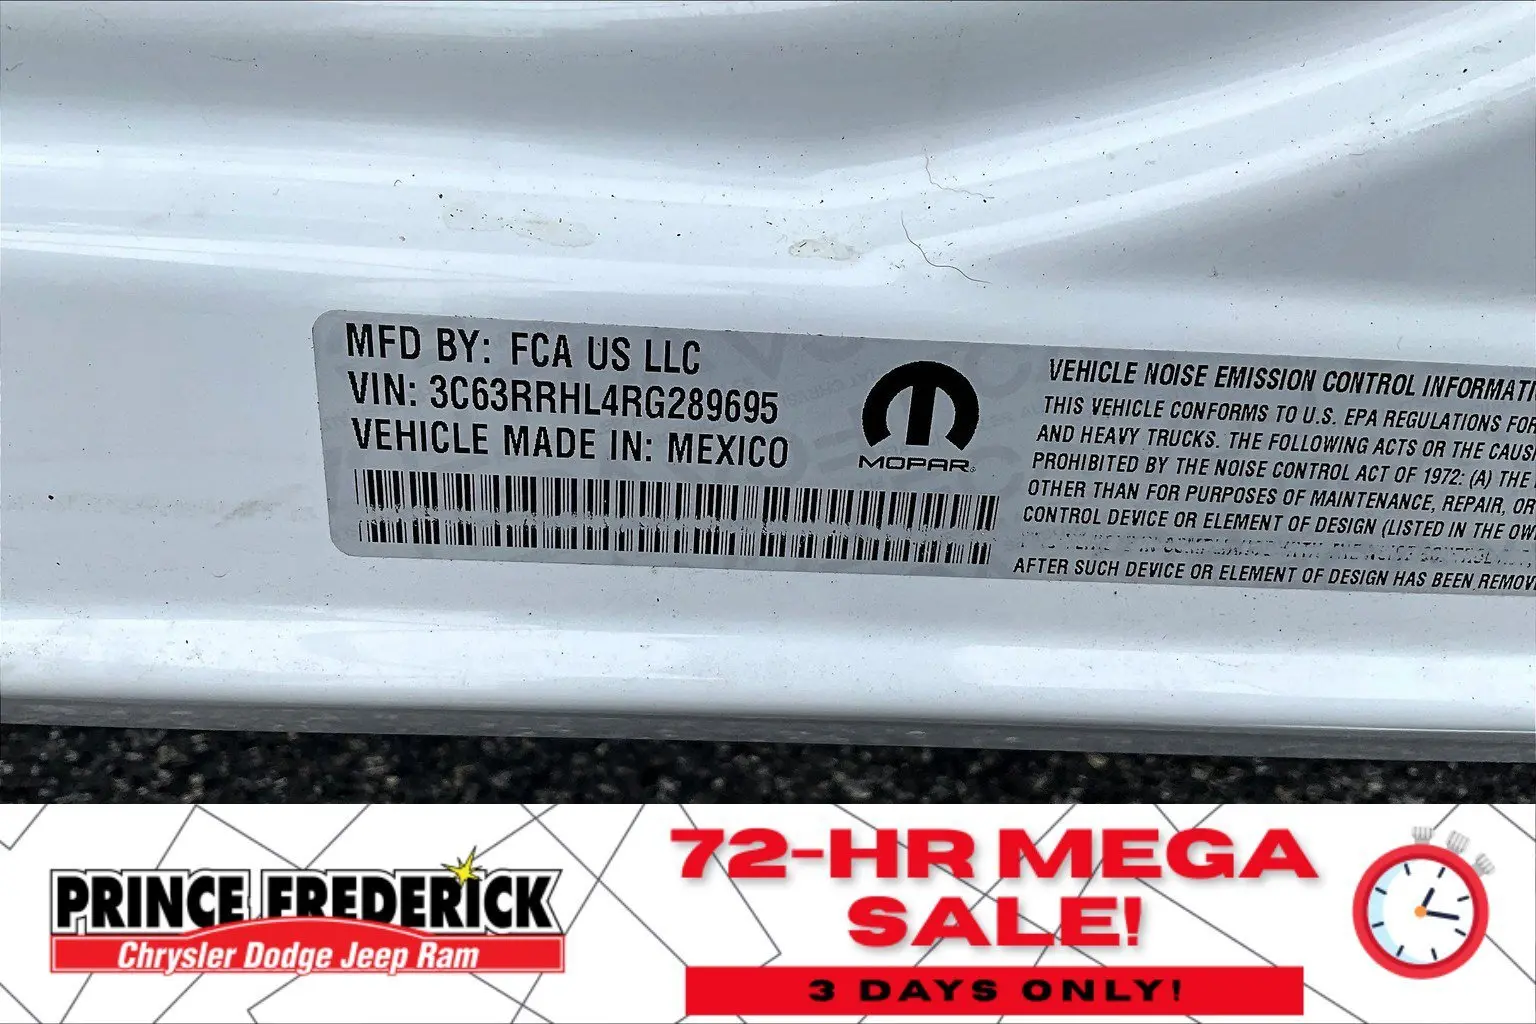 MFD BY: FCA US LLC
VIN: 3C63RRHL4RG289695
VEHICLE MADE IN: MEXICO
MOPAR
VEHICLE NOISE EMISSION CONTROL
THIS VEHICLE CONFORMS TO U.S. EPA REGULATIONS FOR
AND HEAVY TRUCKS. THE FOLLOWING ACTS OR THE
PROHIBITED BY THE NOISE CONTROL ACT OF 1972: (A) THE
OTHER THAN FOR PURPOSES OF MAINTENANCE, REPAIR, OR
CONTROL DEVICE OR ELEMENT OF DESIGN (LISTED IN THE
AFTER SUCH DEVICE OR ELEMENT OF DESIGN HAS BEEN
PRINCE FREDERICK
Chrysler Dodge Jeep Ram
72-HR MEGA
SALE!
3 DAYS ONLY!